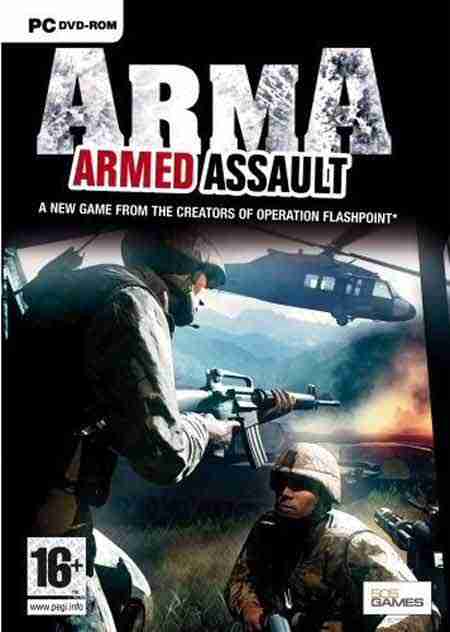 PC DVD-ROM
ARMA
ARMED ASSAULT
A NEW GAME FROM THE CREATORS OF OPERATION FLASHPOINT*
16+
www.pegi.info
505
GAMES